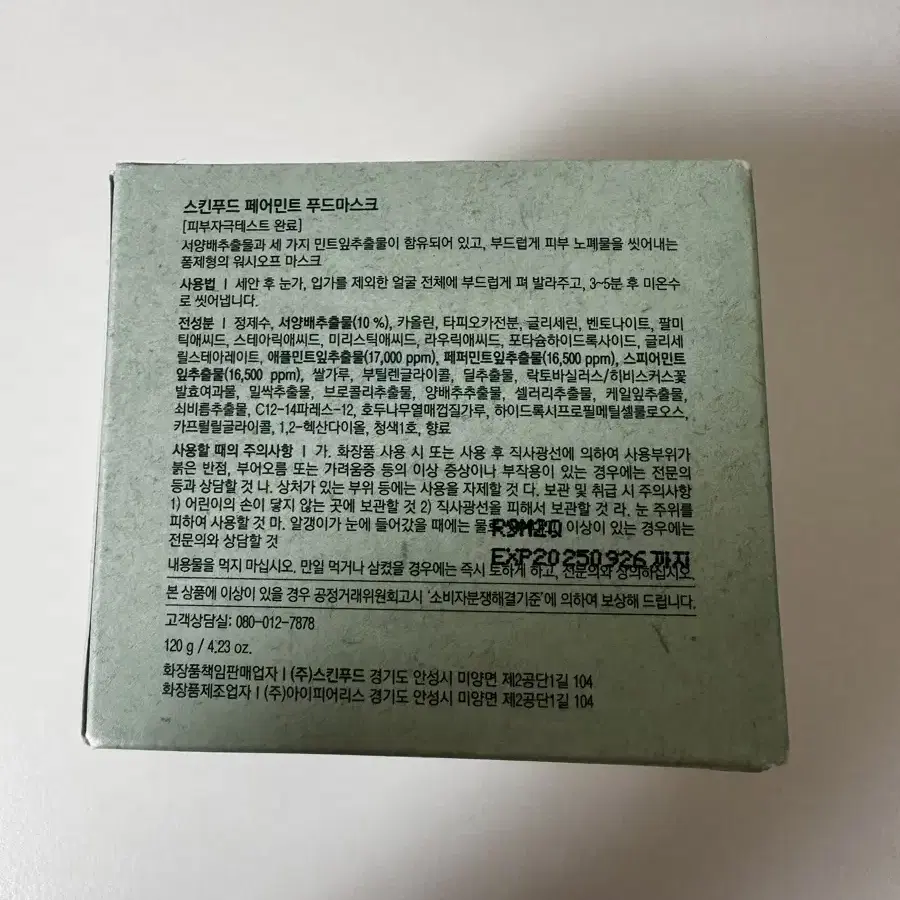 스킨푸드 페어민트 푸드마스크
[피부자극테스트 완료]
서양배추출물과 세 가지 민트잎추출물이 함유되어 있고, 부드럽게 피부 노폐물을 씻어내는
폼제형의 워시오프 마스크
사용법 ㅣ 세안 후 눈가, 입가를 제외한 얼굴 전체에 부드럽게 펴 발라주고, 3~5분 후 미온수
로 씻어냅니다.
전성분 ㅣ 정제수, 서양배추출물(10 %), 카올린, 타피오카전분, 글리세린, 벤토나이트, 팔미
틱애씨드, 스테아릭애씨드, 미리스틱애씨드, 라우릭애씨드, 포타슘하이드록사이드, 글리세
릴스테아레이트, 애플민트잎추출물(17,000 ppm), 페퍼민트잎추출물(16,500 ppm), 스피어민트
잎추출물(16,500 ppm), 쌀가루, 부틸렌글라이콜, 딜추출물, 락토바실러스/히비스커스꽃
발효여과물, 밀싹추출물, 브로콜리추출물, 양배추추출물, 셀러리추출물, 케일잎추출물,
쇠비름추출물, C12-14파레스-12, 호두나무열매껍질가루, 하이드록시프로필메틸셀룰로오스,
카프릴릴글라이콜, 1,2-헥산다이올, 청색1호, 향료
사용할 때의 주의사항 ㅣ 가. 화장품 사용 시 또는 사용 후 직사광선에 의하여 사용부위가
붉은 반점, 부어오름 또는 가려움증 등의 이상 증상이나 부작용이 있는 경우에는 전문의
등과 상담할 것 나. 상처가 있는 부위 등에는 사용을 자제할 것 다. 보관 및 취급 시 주의사항
1) 어린이의 손이 닿지 않는 곳에 보관할 것 2) 직사광선을 피해서 보관할 것 라. 눈 주위를
피하여 사용할 것 마. 알갱이가 눈에 들어갔을 때에는 이상이 있는 경우에는
전문의와 상담할 것
R9M2Q
EXP20250926까지
내용물을 먹지 마십시오. 만일 먹거나 삼켰을 경우에는 즉시 토하게 하고, 전문의와 상의하십시오.
본 상품에 이상이 있을 경우 공정거래위원회고시 '소비자분쟁해결기준'에 의하여 보상해 드립니다.
고객상담실: 080-012-7878
120 g / 4.23 oz.
화장품책임판매업자ㅣ(주)스킨푸드 경기도 안성시 미양면 제2공단1길 104
화장품제조업자ㅣ(주)아이피어리스 경기도 안성시 미양면 제2공단1길 104